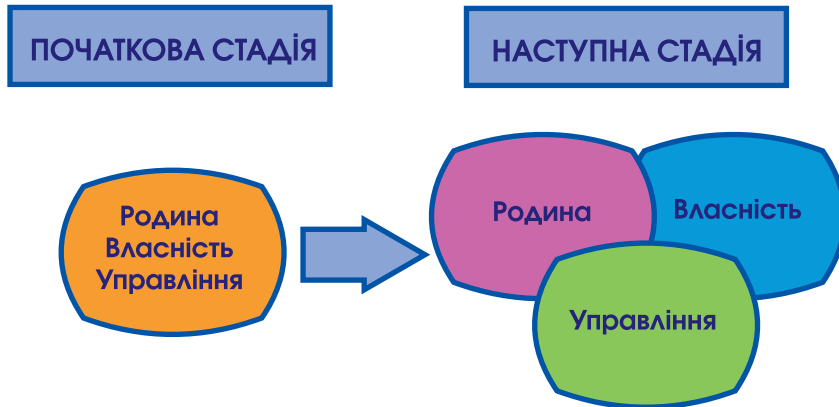 ПОЧАТКОВА СТАДІЯ
НАСТУПНА СТАДІЯ
Родина
Власність
Управління
Родина
Власність
Управління